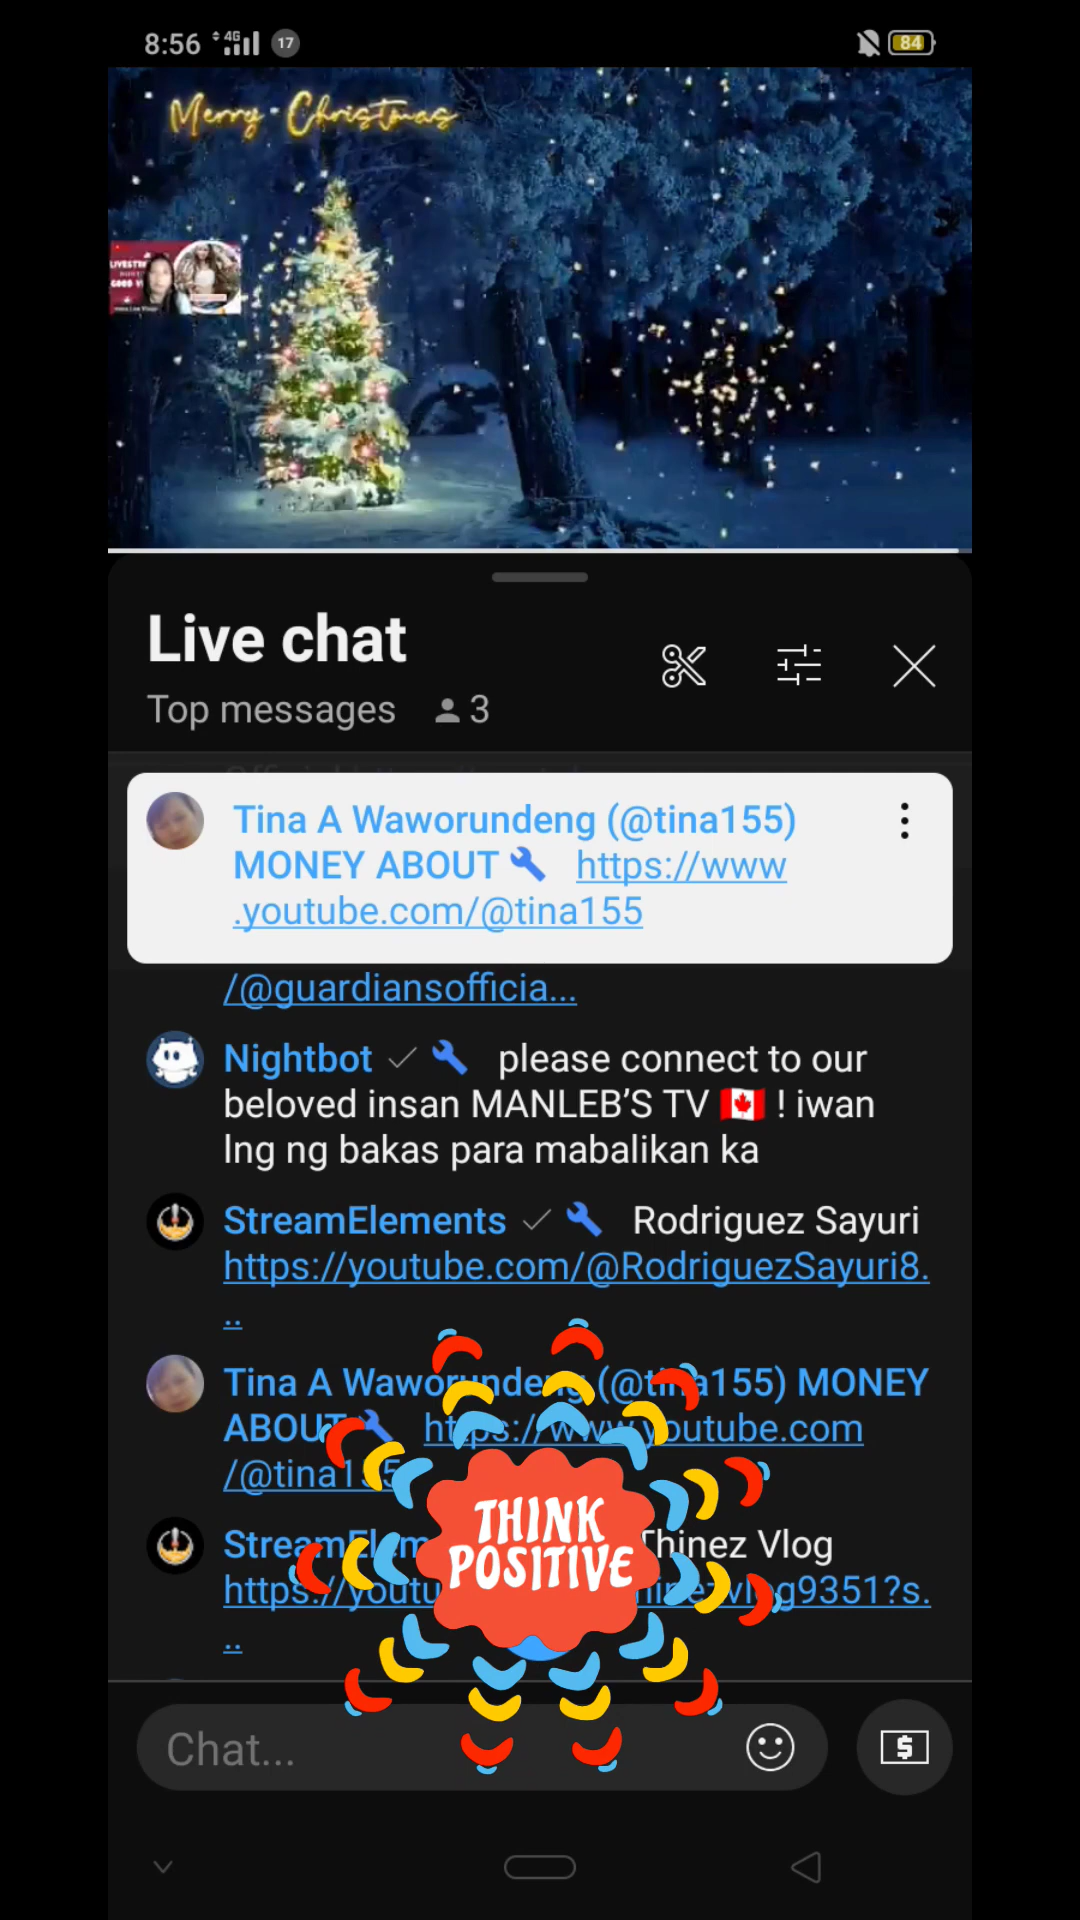 8:56 4G 17 84
Merry Christmas
Live chat
Top messages 3
Tina A Waworundeng (@tina155)
MONEY ABOUT https://www
.youtube.com/@tina155
/@guardiansofficia...
Nightbot please connect to our
beloved insan MANLEB’S TV 🇨🇦 ! iwan
lng ng bakas para mabalikan ka
StreamElements Rodriguez Sayuri
https://youtube.com/@RodriguezSayuri8.
..
Tina A Waworundeng (@tina155) MONEY
ABOUT https://www.youtube.com
/@tina155
THINK
POSITIVE
StreamElem Thinez Vlog
https://youtu
g9351?s.
..
Chat...